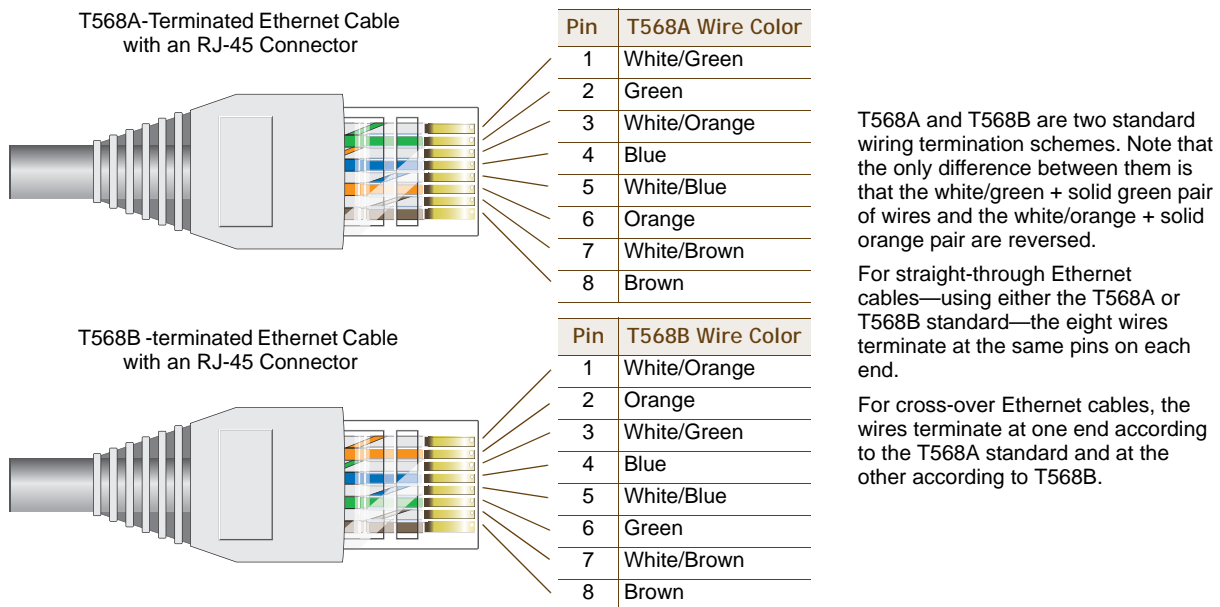 T568A-Terminated Ethernet Cable
with an RJ-45 Connector
Pin T568A Wire Color
1 White/Green
2 Green
3 White/Orange
4 Blue
5 White/Blue
6 Orange
7 White/Brown
8 Brown
T568B -terminated Ethernet Cable
with an RJ-45 Connector
Pin T568B Wire Color
1 White/Orange
2 Orange
3 White/Green
4 Blue
5 White/Blue
6 Green
7 White/Brown
8 Brown
T568A and T568B are two standard
wiring termination schemes. Note that
the only difference between them is
that the white/green + solid green pair
of wires and the white/orange + solid
orange pair are reversed.
For straight-through Ethernet
cables—using either the T568A or
T568B standard—the eight wires
terminate at the same pins on each
end.
For cross-over Ethernet cables, the
wires terminate at one end according
to the T568A standard and at the
other according to T568B.